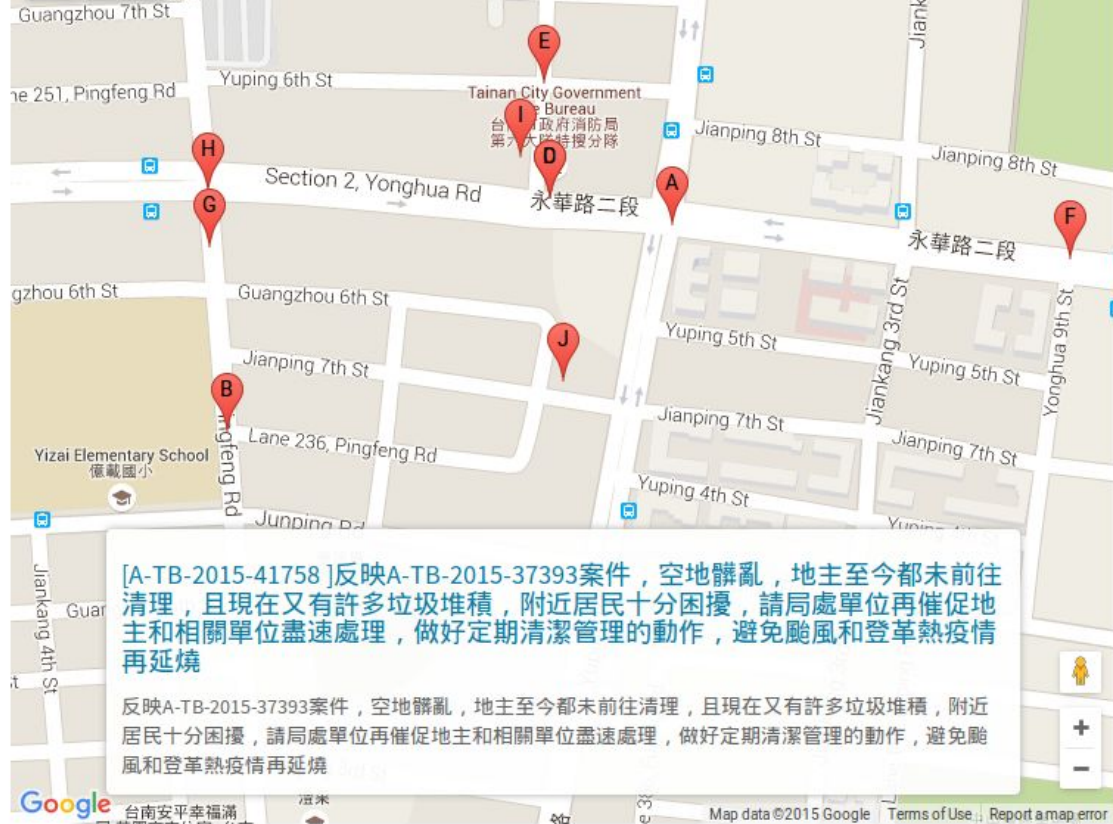 Guangzhou 7th St
Jian
E
Yuping 6th St
Tainan City Government
Bureau
ne 251, Pingfeng Rd
I
政府消防局
Jianping 8th St
Jianping 8th St
H
D
Section 2, Yonghua Rd
永華路二段
A
G
F
永華路二段
gzhou 6th St
Guangzhou 6th St
Jiankang 3rd St
Yonghua 9th St
J
Yuping 5th St
Yuping 5th St
Jianping 7th St
B
ingfeng Rd
Lane 236, Pingfeng Rd
Jianping 7th St
Jianping 7th St
Yizai Elementary School
億載國小
Yuping 4th St
Junping Rd
Jiankang 4th St
Guar
[A-TB-2015-41758 ]反映A-TB-2015-37393案件，空地髒亂，地主至今都未前往
清理，且現在又有許多垃圾堆積，附近居民十分困擾，請局處單位再催促地
主和相關單位盡速處理，做好定期清潔管理的動作，避免颱風和登革熱疫情
再延燒
反映A-TB-2015-37393案件，空地髒亂，地主至今都未前往清理，且現在又有許多垃圾堆積，附近
居民十分困擾，請局處單位再催促地主和相關單位盡速處理，做好定期清潔管理的動作，避免颱
風和登革熱疫情再延燒
+
−
Google
台南安平幸福滿
Map data ©2015 Google
Terms of Use
Report a map error